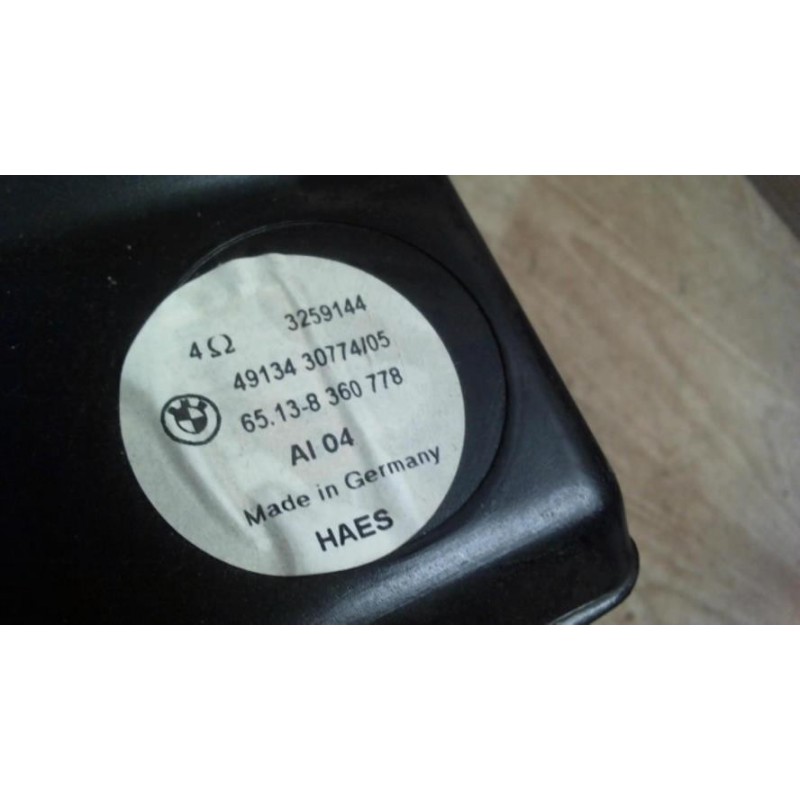 4Ω 3259144
49134 30774/05
65.13-8 360 778
AI 04
Made in Germany
HAES